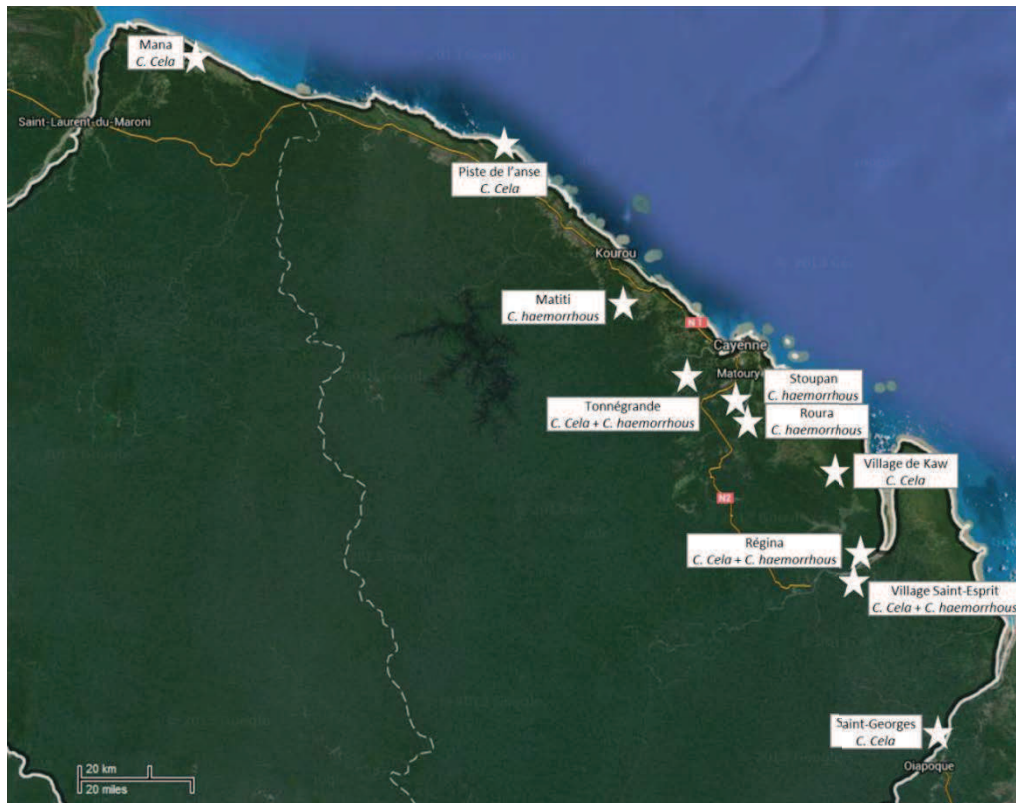 Mana
C. Cela
Saint-Laurent-du-Maroni
Piste de l'anse
C. Cela
Kourou
Matiti
C. haemorrhous
N 1
Cayenne
Matoury
Stoupan
C. haemorrhous
Tonnégrande
C. Cela + C. haemorrhous
Roura
C. haemorrhous
Village de Kaw
C. Cela
N2
Régina
C. Cela + C. haemorrhous
Village Saint-Esprit
C. Cela + C. haemorrhous
Saint-Georges
C. Cela
Oiapoque
20 km
20 miles